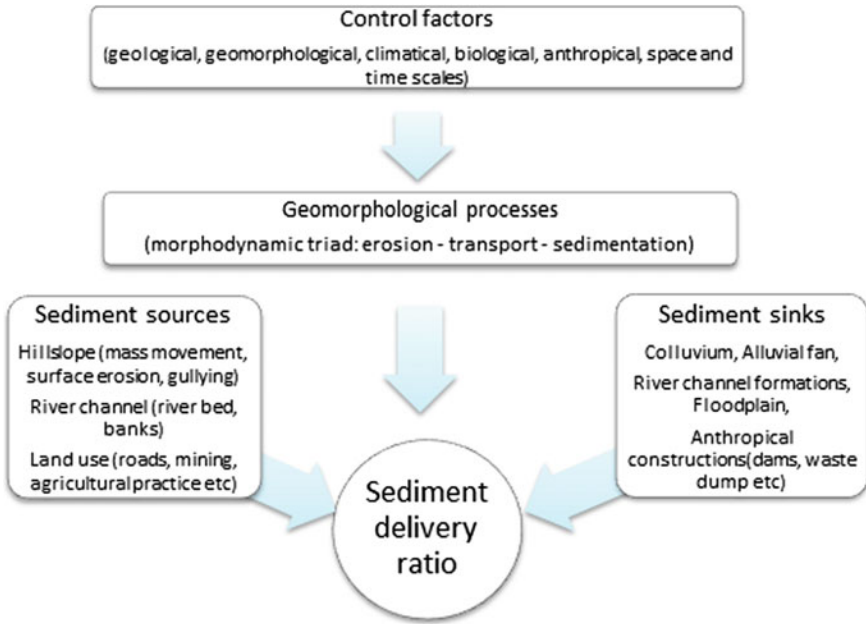 Control factors
(geological, geomorphological, climatical, biological, anthropical, space and
time scales)
Geomorphological processes
(morphodynamic triad: erosion - transport - sedimentation)
Sediment sources
Hillslope (mass movement,
surface erosion, gullying)
River channel (river bed,
banks)
Land use (roads, mining,
agricultural practice etc)
Sediment sinks
Colluvium, Alluvial fan,
River channel formations,
Floodplain,
Anthropical
constructions(dams, waste
dump etc)
Sediment
delivery
ratio